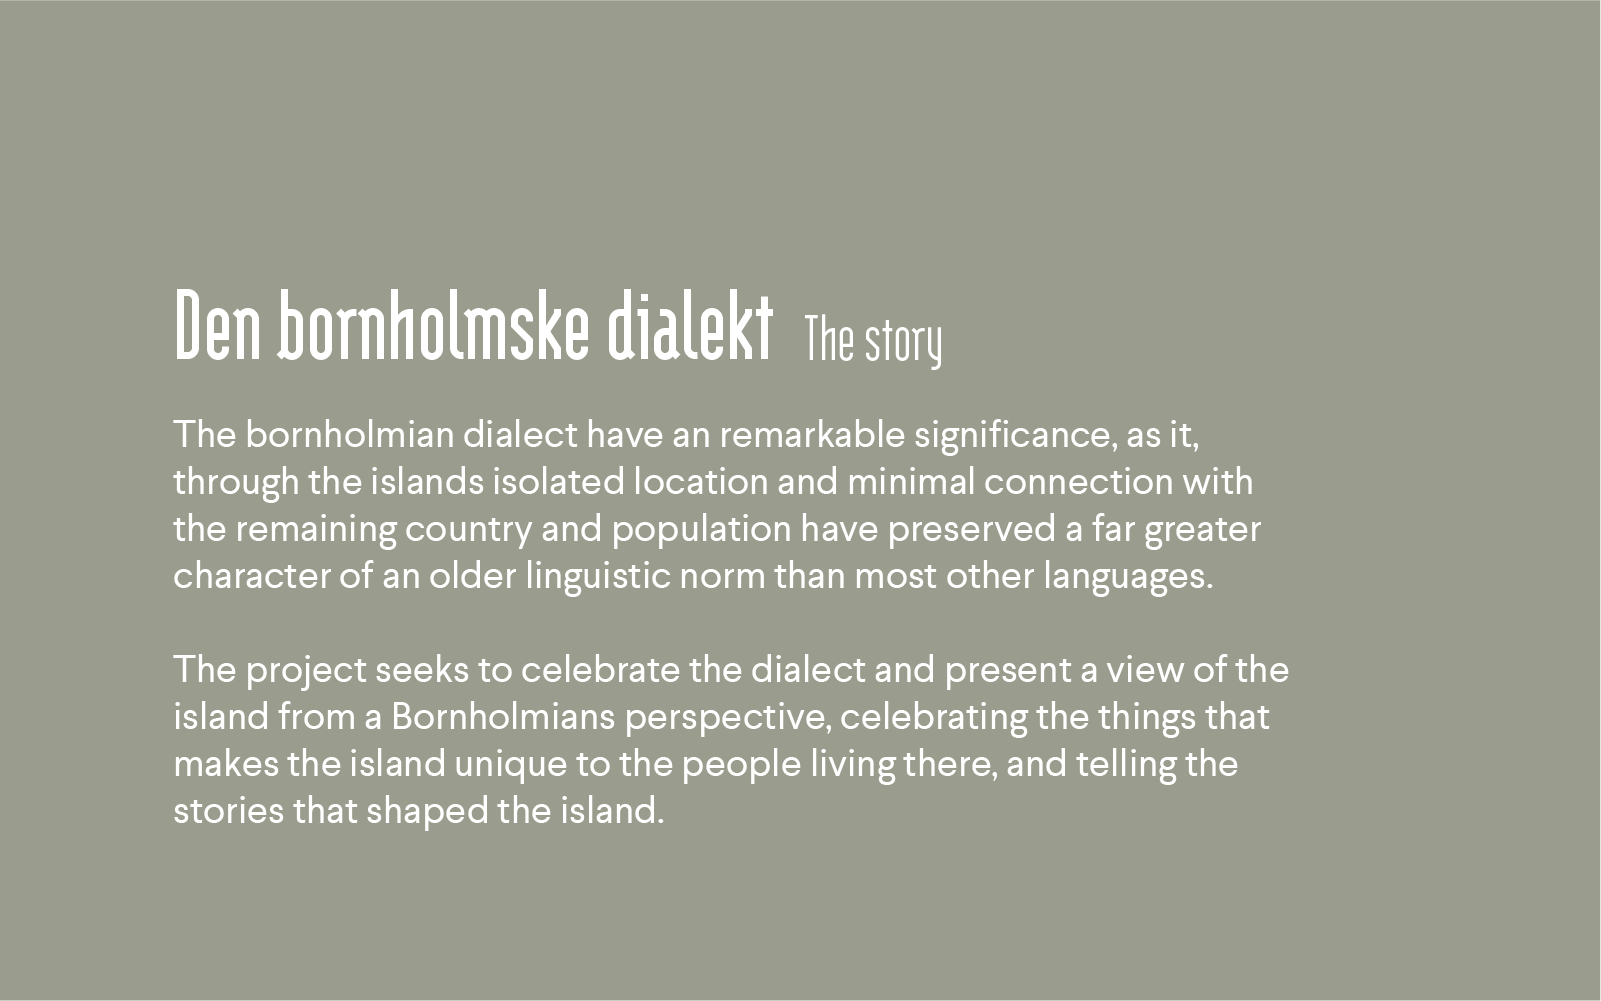 Den bornholmske dialekt The story
The bornholmian dialect have an remarkable significance, as it,
through the islands isolated location and minimal connection with
the remaining country and population have preserved a far greater
character of an older linguistic norm than most other languages.
The project seeks to celebrate the dialect and present a view of the
island from a Bornholmians perspective, celebrating the things that
makes the island unique to the people living there, and telling the
stories that shaped the island.